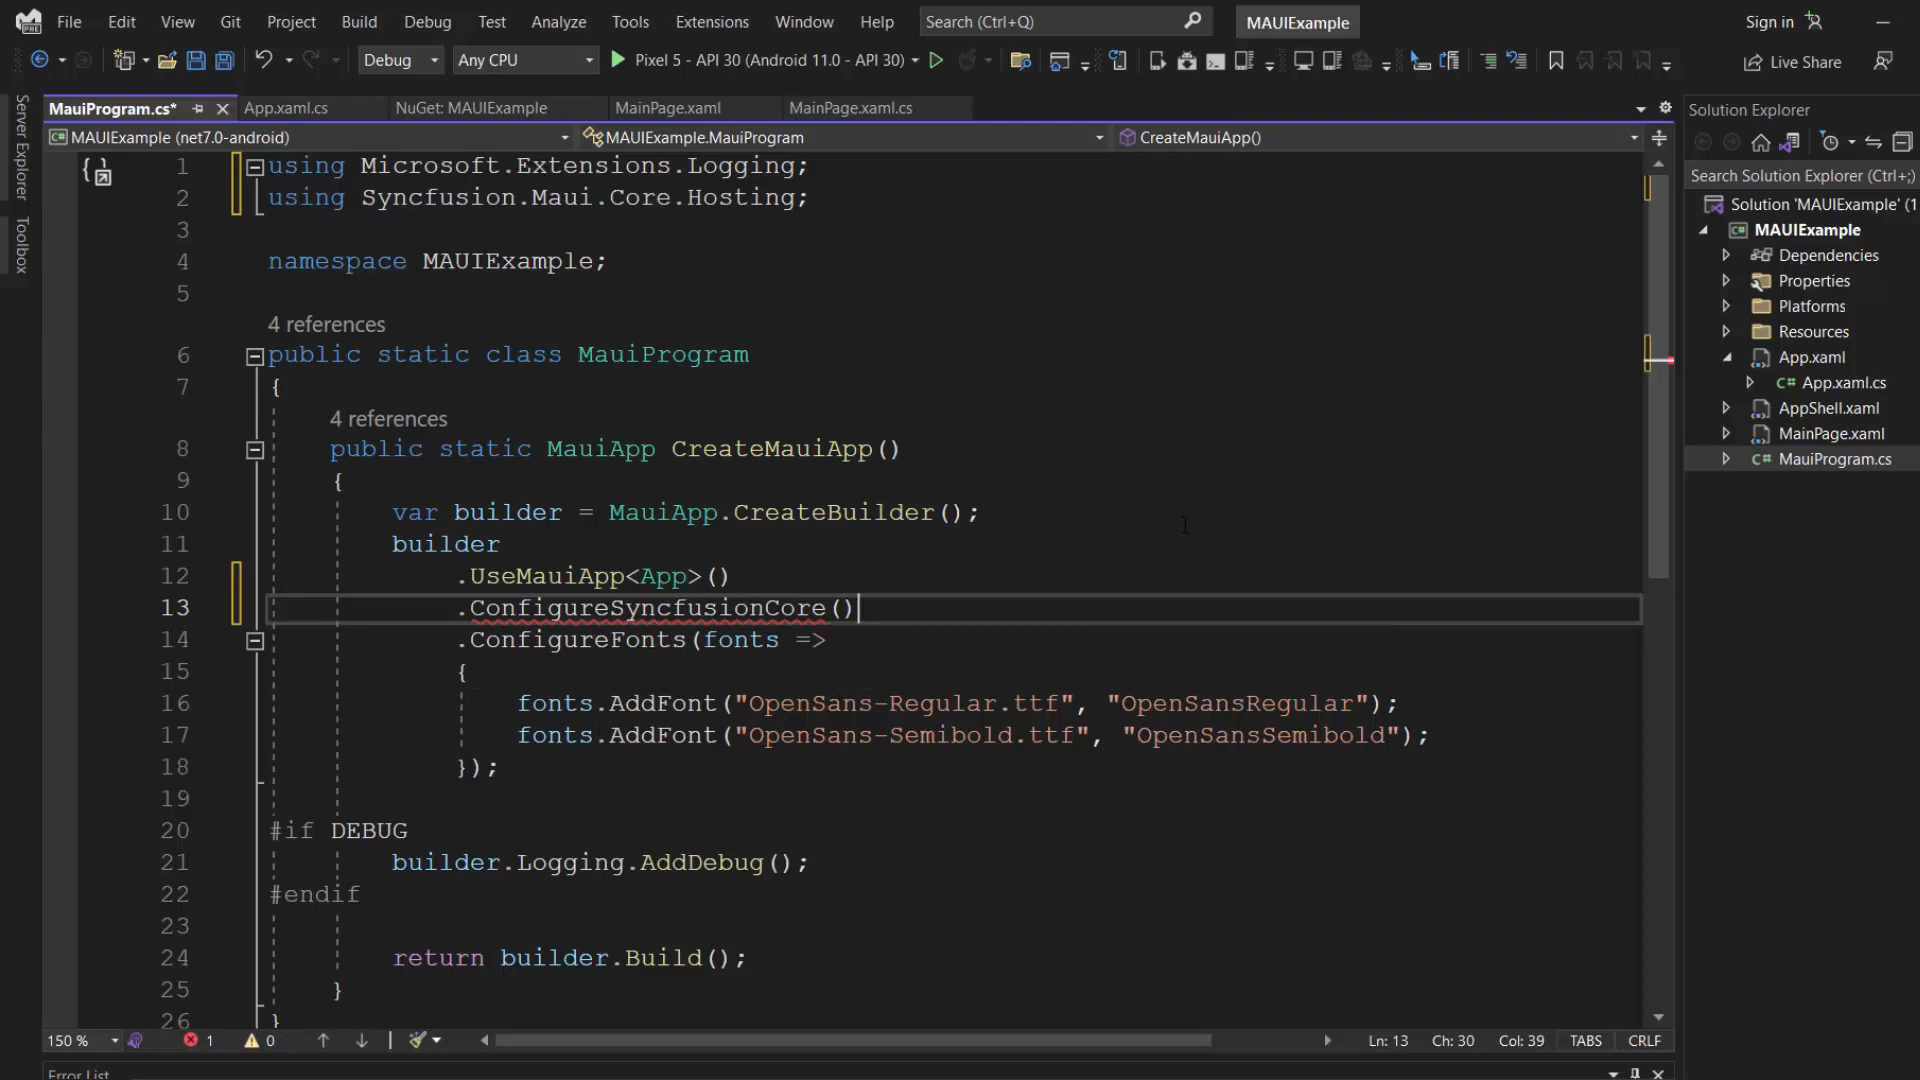 File Edit View Git Project Build Debug Test Analyze Tools Extensions Window Help Search (Ctrl+Q) MAUIExample Sign in
Debug Any CPU Pixel 5 - API 30 (Android 11.0 - API 30) Live Share
MauiProgram.cs* App.xaml.cs NuGet: MAUIExample MainPage.xaml MainPage.xaml.cs
MAUIExample (net7.0-android) MAUIExample.MauiProgram CreateMauiApp()
Server Explorer
Toolbox
1 using Microsoft.Extensions.Logging;
2 using Syncfusion.Maui.Core.Hosting;
3
4 namespace MAUIExample;
5
4 references
6 public static class MauiProgram
7 {
4 references
8 public static MauiApp CreateMauiApp()
9 {
10 var builder = MauiApp.CreateBuilder();
11 builder
12 .UseMauiApp<App>()
13 .ConfigureSyncfusionCore()
14 .ConfigureFonts(fonts =>
15 {
16 fonts.AddFont("OpenSans-Regular.ttf", "OpenSansRegular");
17 fonts.AddFont("OpenSans-Semibold.ttf", "OpenSansSemibold");
18 });
19
20 #if DEBUG
21 builder.Logging.AddDebug();
22 #endif
23
24 return builder.Build();
25 }
26 }
150 % 1 0 Ln: 13 Ch: 30 Col: 39 TABS CRLF
Error List
Solution Explorer
Search Solution Explorer (Ctrl+;)
Solution 'MAUIExample' (1
MAUIExample
Dependencies
Properties
Platforms
Resources
App.xaml
C# App.xaml.cs
AppShell.xaml
MainPage.xaml
C# MauiProgram.cs